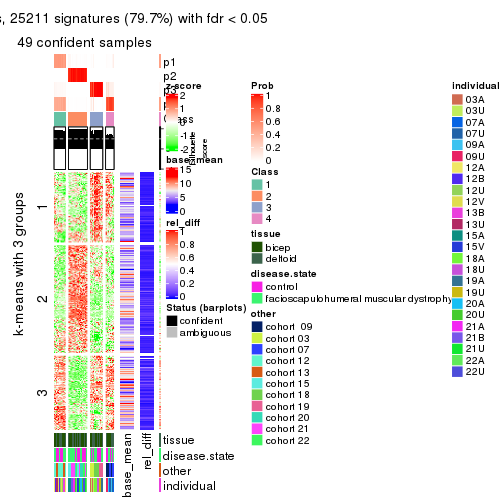 s, 25211 signatures (79.7%) with fdr < 0.05
49 confident samples
p1
p2
p3
Class
silhouette
score
k-means with 3 groups
1
2
3
tissue
disease.state
other
individual
base_mean
rel_diff
z-score
2
1
0
-1
-2
base_mean
15
10
5
0
rel_diff
1
0.8
0.6
0.4
0.2
0
Status (barplots)
confident
ambiguous
Prob
1
0.8
0.6
0.4
0.2
0
Class
1
2
3
4
tissue
bicep
deltoid
disease.state
control
facioscapulohumeral muscular dystrophy
other
cohort 09
cohort 03
cohort 07
cohort 12
cohort 13
cohort 15
cohort 18
cohort 19
cohort 20
cohort 21
cohort 22
individual
03A
03U
07A
07U
09A
09U
12A
12B
12U
12V
13B
13U
15A
15V
18A
18U
19A
19U
20A
20U
21A
21B
21U
22A
22U